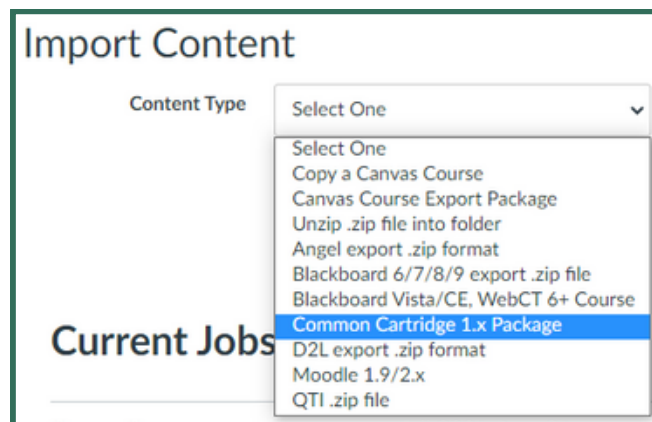 Import Content
Content Type
Select One
Select One
Copy a Canvas Course
Canvas Course Export Package
Unzip .zip file into folder
Angel export .zip format
Blackboard 6/7/8/9 export .zip file
Blackboard Vista/CE, WebCT 6+ Course
Common Cartridge 1.x Package
D2L export .zip format
Moodle 1.9/2.x
QTI .zip file
Current Jobs